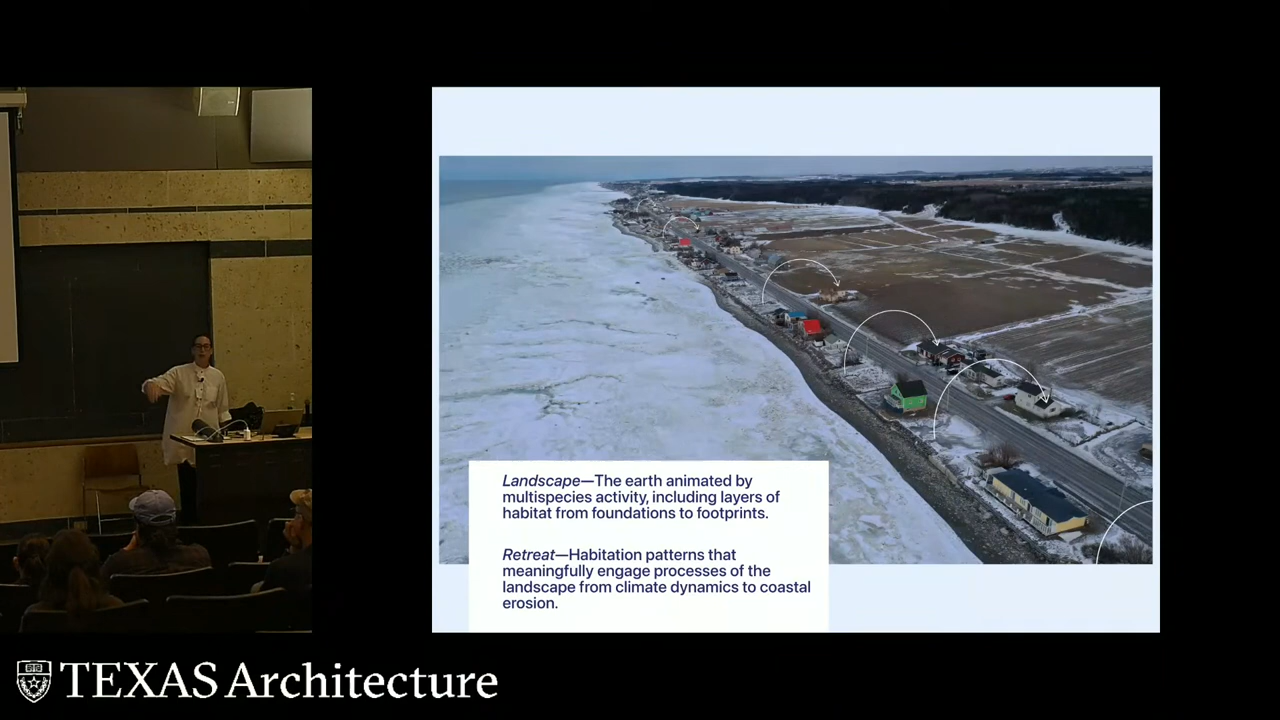 Landscape—The earth animated by
multispecies activity, including layers of
habitat from foundations to footprints.
Retreat—Habitation patterns that
meaningfully engage processes of the
landscape from climate dynamics to coastal
erosion.
TEXAS Architecture